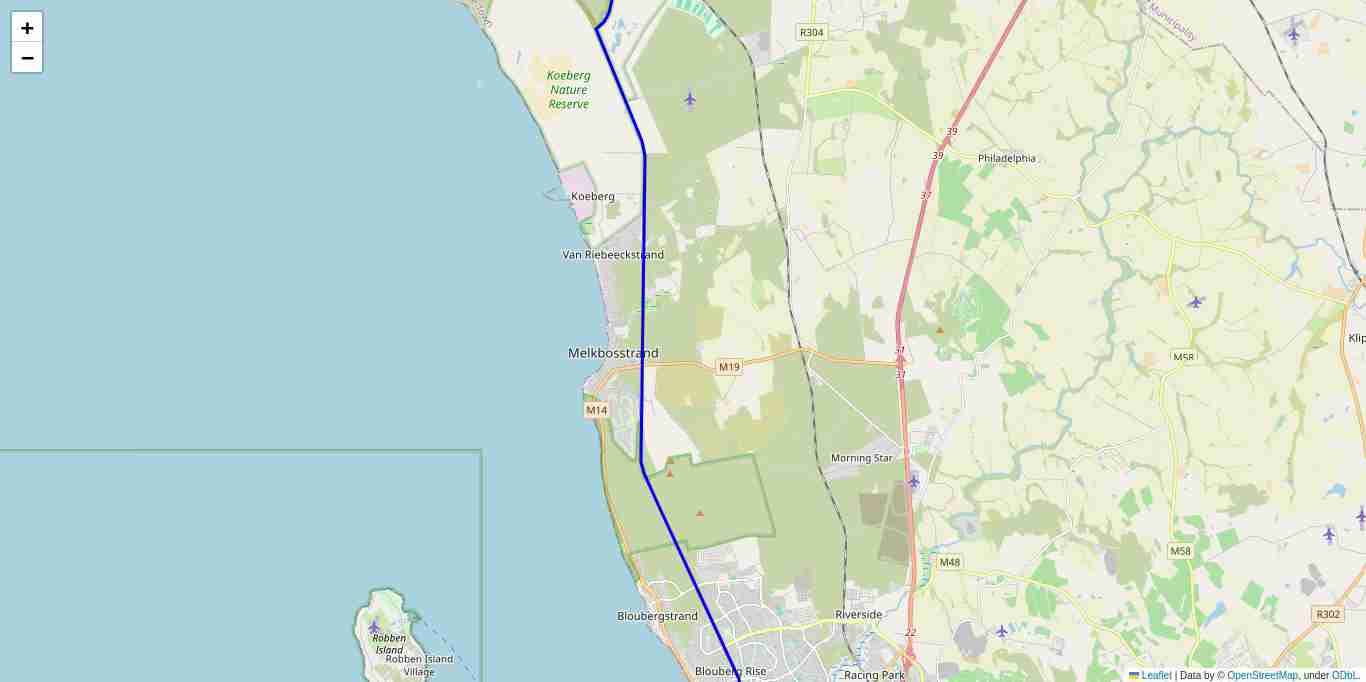 +
−
town
R304
Municipality
Koeberg
Nature
Reserve
39
39
Philadelphia
37
Koeberg
Van Riebeeckstrand
31
31
Melkbosstrand
M19
M58
Klip
M14
Morning Star
M48
M58
R302
Bloubergstrand
Riverside
22
Robben
Island
Robben Island
Village
Blouberg Rise
Racing Park
Leaflet | Data by © OpenStreetMap, under ODbL.